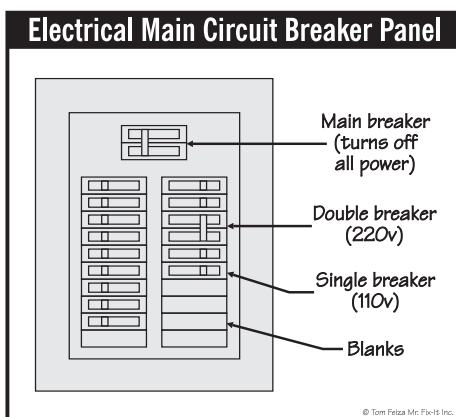 Electrical Main Circuit Breaker Panel
Main breaker
(turns off
all power)
Double breaker
(220v)
Single breaker
(110v)
Blanks
© Tom Feiza Mr. Fix-It Inc.